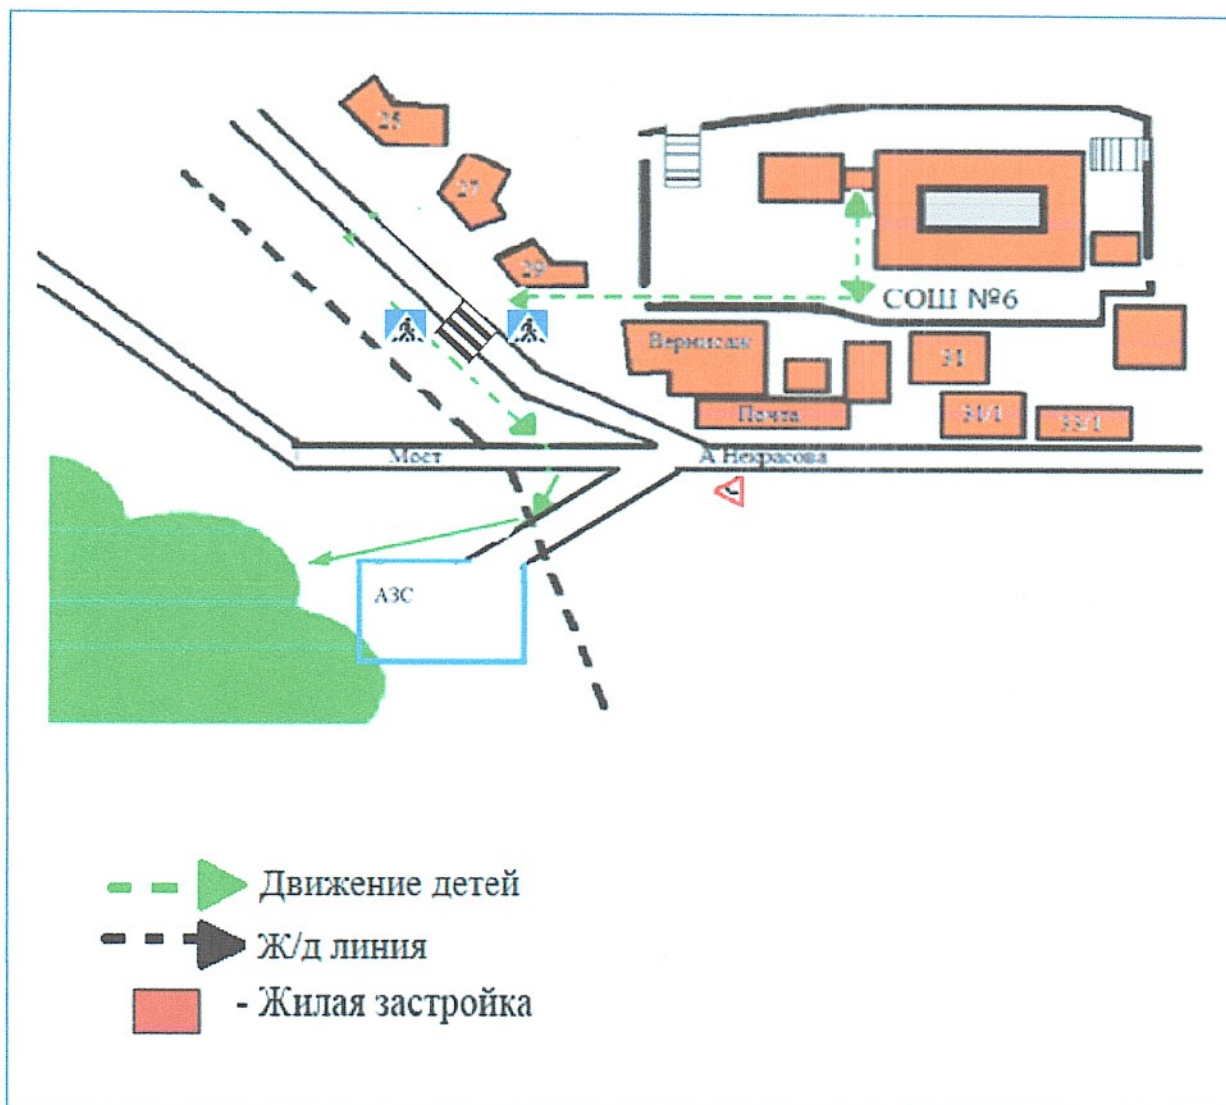 25
27
29
СОШ №6
Вернисаж
31
Почта
31/1
33/1
Мост
А Некрасова
АЗС
Движение детей
Ж/д линия
- Жилая застройка